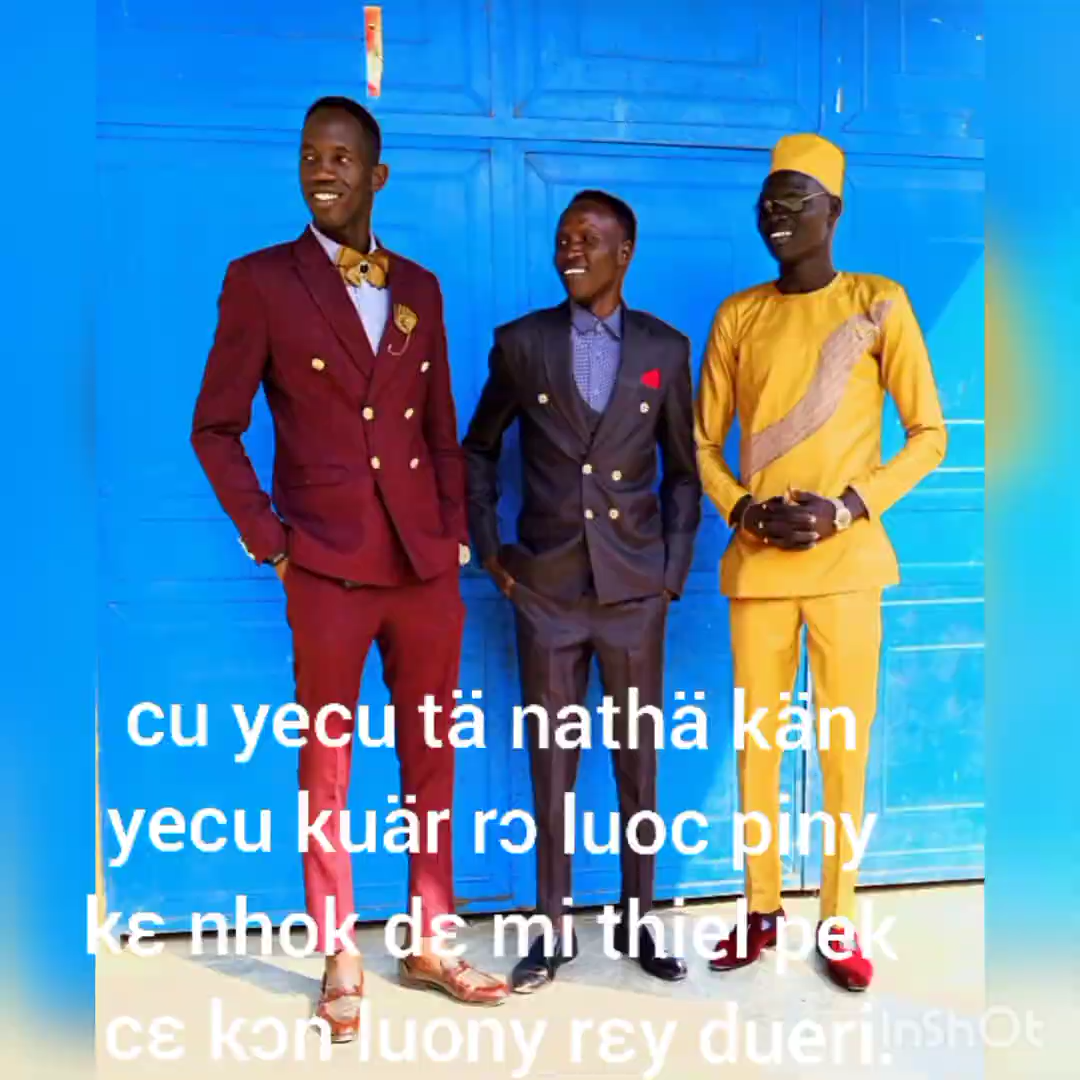 cu yecu tä nathä kän
yecu kuär rɔ luoc piny
kɛ nhok dɛ mi thiel pek
cɛ kɔn luony rɛy dueri.
InShOt